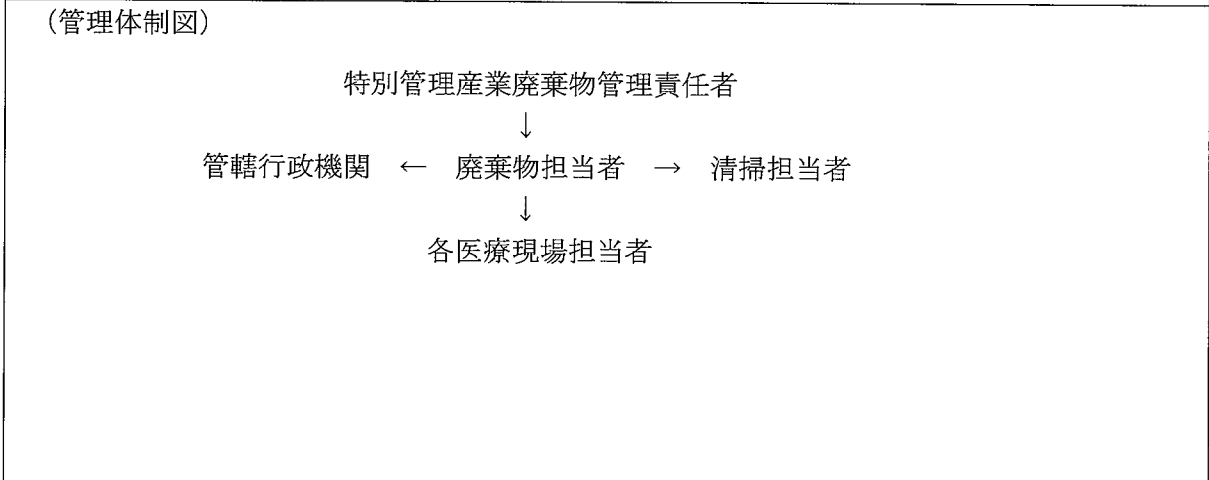 （管理体制図）
特別管理産業廃棄物管理責任者
↓
管轄行政機関　←　廃棄物担当者　→　清掃担当者
↓
各医療現場担当者